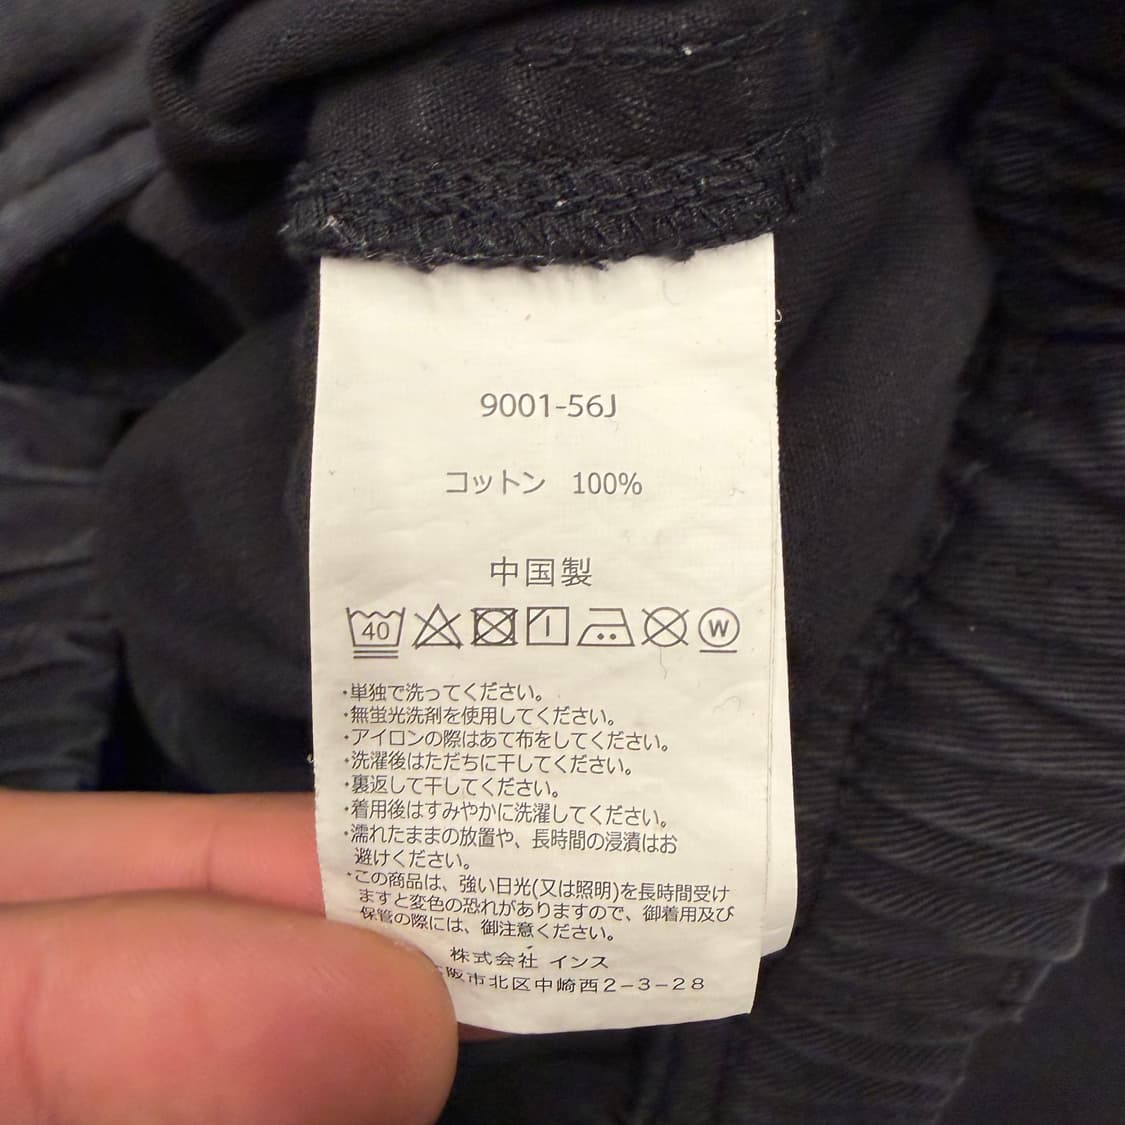 9001-56J
コットン 100%
中国製
40 W
・単独で洗ってください。
・無蛍光洗剤を使用してください。
・アイロンの際はあて布をしてください。
・洗濯後はただちに干してください。
・裏返して干してください。
・着用後はすみやかに洗濯してください。
・濡れたままの放置や、長時間の浸漬はお
避けください。
・この商品は、強い日光(又は照明)を長時間受け
ますと変色の恐れがありますので、御着用及び
保管の際には、御注意ください。
株式会社 インス
阪市北区中崎西2-3-28